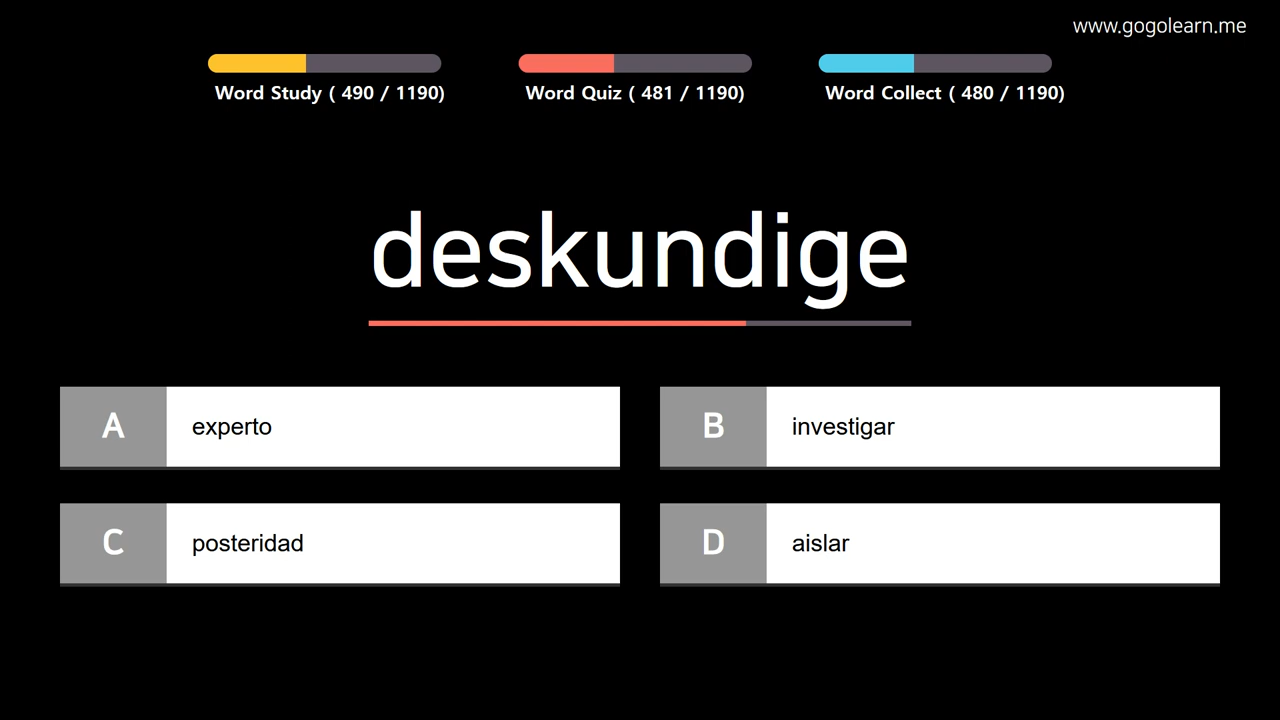 www.gogolearn.me
Word Study ( 490 / 1190)
Word Quiz ( 481 / 1190)
Word Collect ( 480 / 1190)
deskundige
A experto
B investigar
C posteridad
D aislar